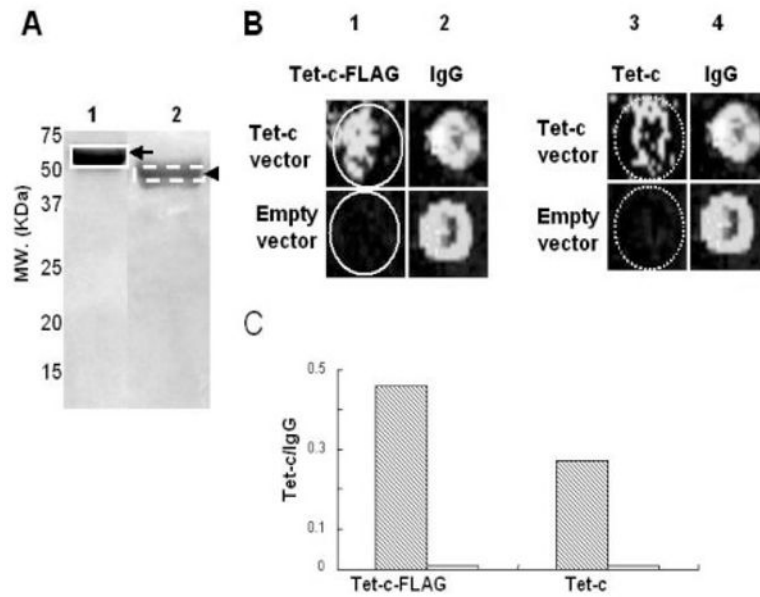 A
1 2
75
50
37
25
20
15
MW. (KDa)
B
1 2 3 4
Tet-c-FLAG IgG Tet-c IgG
Tet-c vector
Empty vector
Tet-c vector
Empty vector
C
0.5
0.3
0.1
0
Tet-c/IgG
Tet-c-FLAG Tet-c